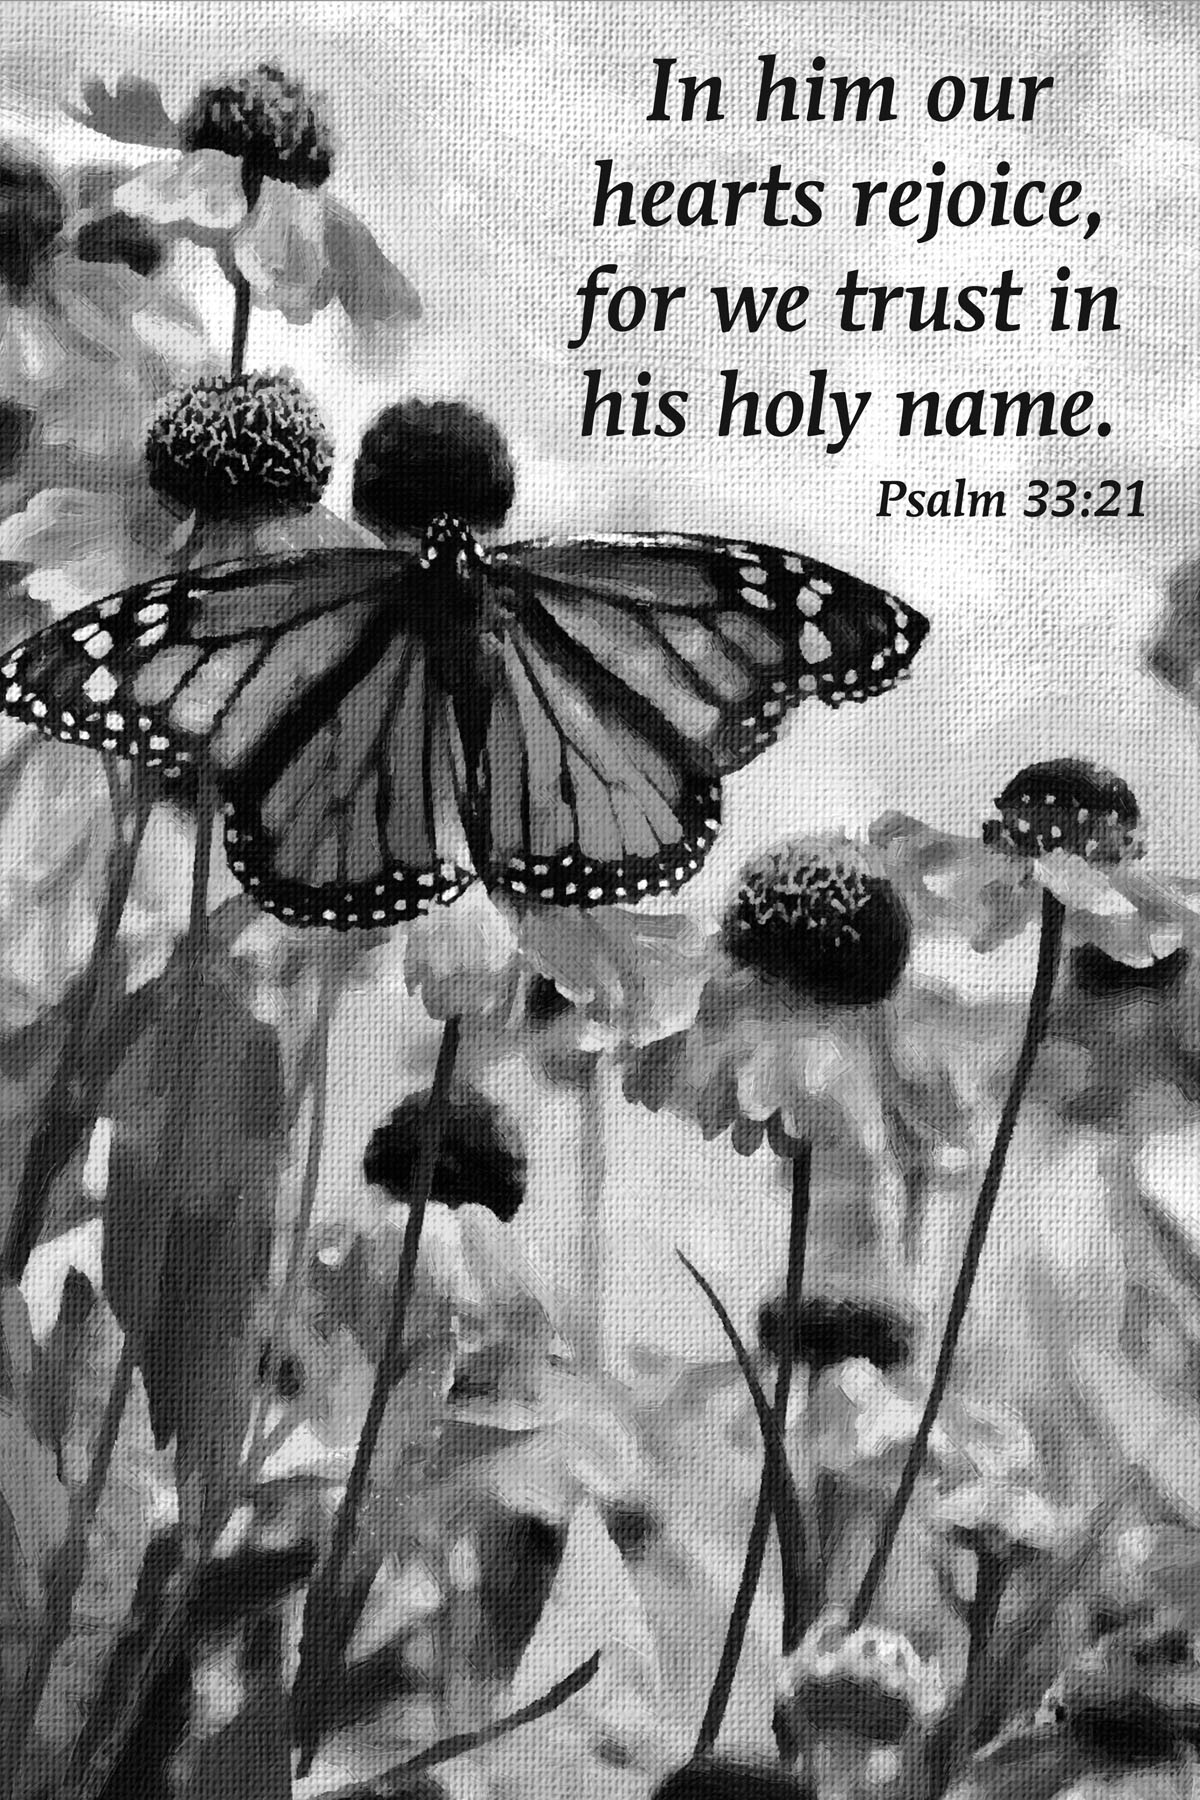 In him our
hearts rejoice,
for we trust in
his holy name.
Psalm 33:21